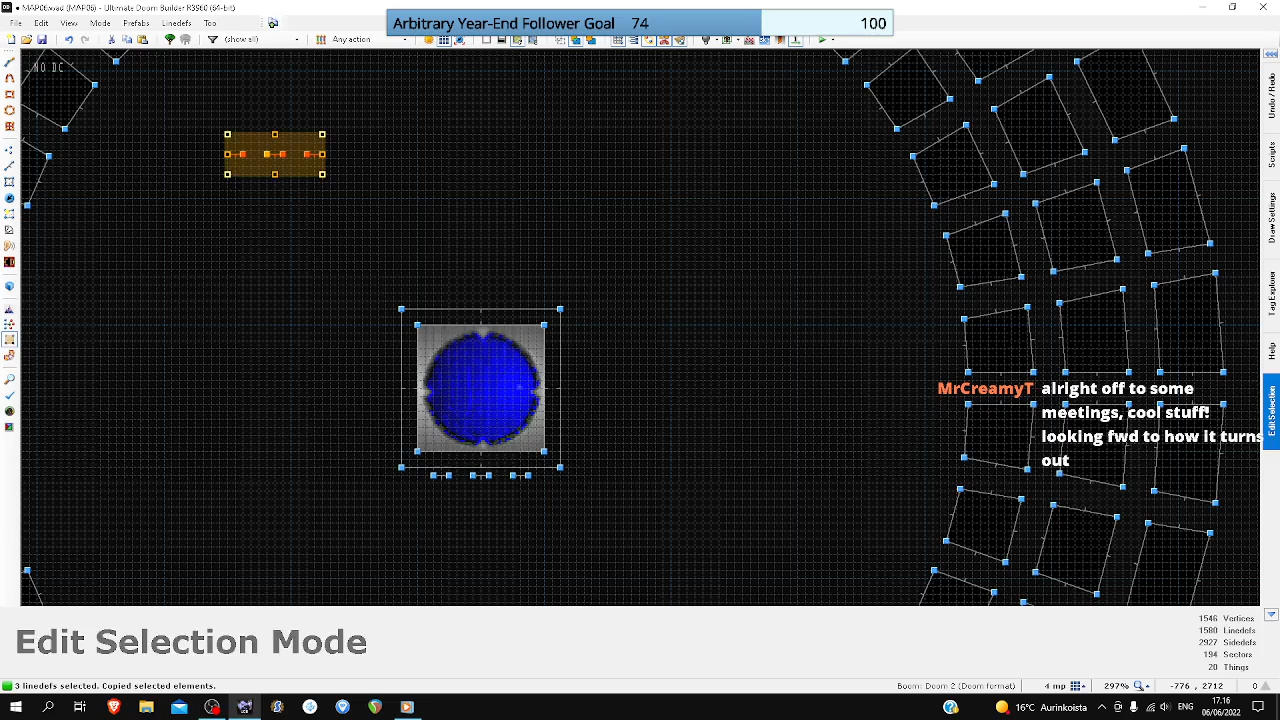 MAP06x.wad (MAP06) - Ultimate Doom Builder R3960 (64-bit)
Arbitrary Year-End Follower Goal 74 100
File Edit View Mode Prefabs Linedefs
(show all) Any action
NO DC
Undo / Redo
Scripts
Draw Settings
Tag Explorer
Help
Edit Selection
MrCreamyT alright off to some
meetings, cool stuff!
looking fwd to how it turns
out
Edit Selection Mode
1546 Vertices
1580 Linedefs
2927 Sidedefs
194 Sectors
20 Things
3 linedefs selected. Copied selected elements.
Boom: Doom 2 (Doom format) 4 mp 297% -776 , 2712 0
16°C Aurinkoista ENG 17.16
06/06/2022